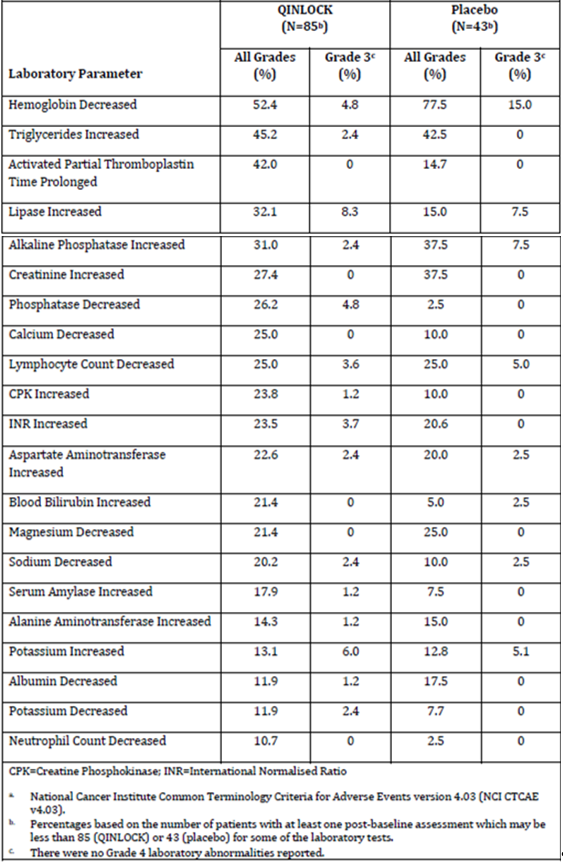 QINLOCK Placebo
(N=85ᵇ) (N=43ᵇ)
Laboratory Parameter All Grades (%) Grade 3ᶜ (%) All Grades (%) Grade 3ᶜ (%)
Hemoglobin Decreased 52.4 4.8 77.5 15.0
Triglycerides Increased 45.2 2.4 42.5 0
Activated Partial Thromboplastin 42.0 0 14.7 0
Time Prolonged
Lipase Increased 32.1 8.3 15.0 7.5
Alkaline Phosphatase Increased 31.0 2.4 37.5 7.5
Creatinine Increased 27.4 0 37.5 0
Phosphatase Decreased 26.2 4.8 2.5 0
Calcium Decreased 25.0 0 10.0 0
Lymphocyte Count Decreased 25.0 3.6 25.0 5.0
CPK Increased 23.8 1.2 10.0 0
INR Increased 23.5 3.7 20.6 0
Aspartate Aminotransferase 22.6 2.4 20.0 2.5
Increased
Blood Bilirubin Increased 21.4 0 5.0 2.5
Magnesium Decreased 21.4 0 25.0 0
Sodium Decreased 20.2 2.4 10.0 2.5
Serum Amylase Increased 17.9 1.2 7.5 0
Alanine Aminotransferase Increased 14.3 1.2 15.0 0
Potassium Increased 13.1 6.0 12.8 5.1
Albumin Decreased 11.9 1.2 17.5 0
Potassium Decreased 11.9 2.4 7.7 0
Neutrophil Count Decreased 10.7 0 2.5 0
CPK=Creatine Phosphokinase; INR=International Normalised Ratio
a. National Cancer Institute Common Terminology Criteria for Adverse Events version 4.03 (NCI CTCAE
v4.03).
b. Percentages based on the number of patients with at least one post-baseline assessment which may be
less than 85 (QINLOCK) or 43 (placebo) for some of the laboratory tests.
c. There were no Grade 4 laboratory abnormalities reported.